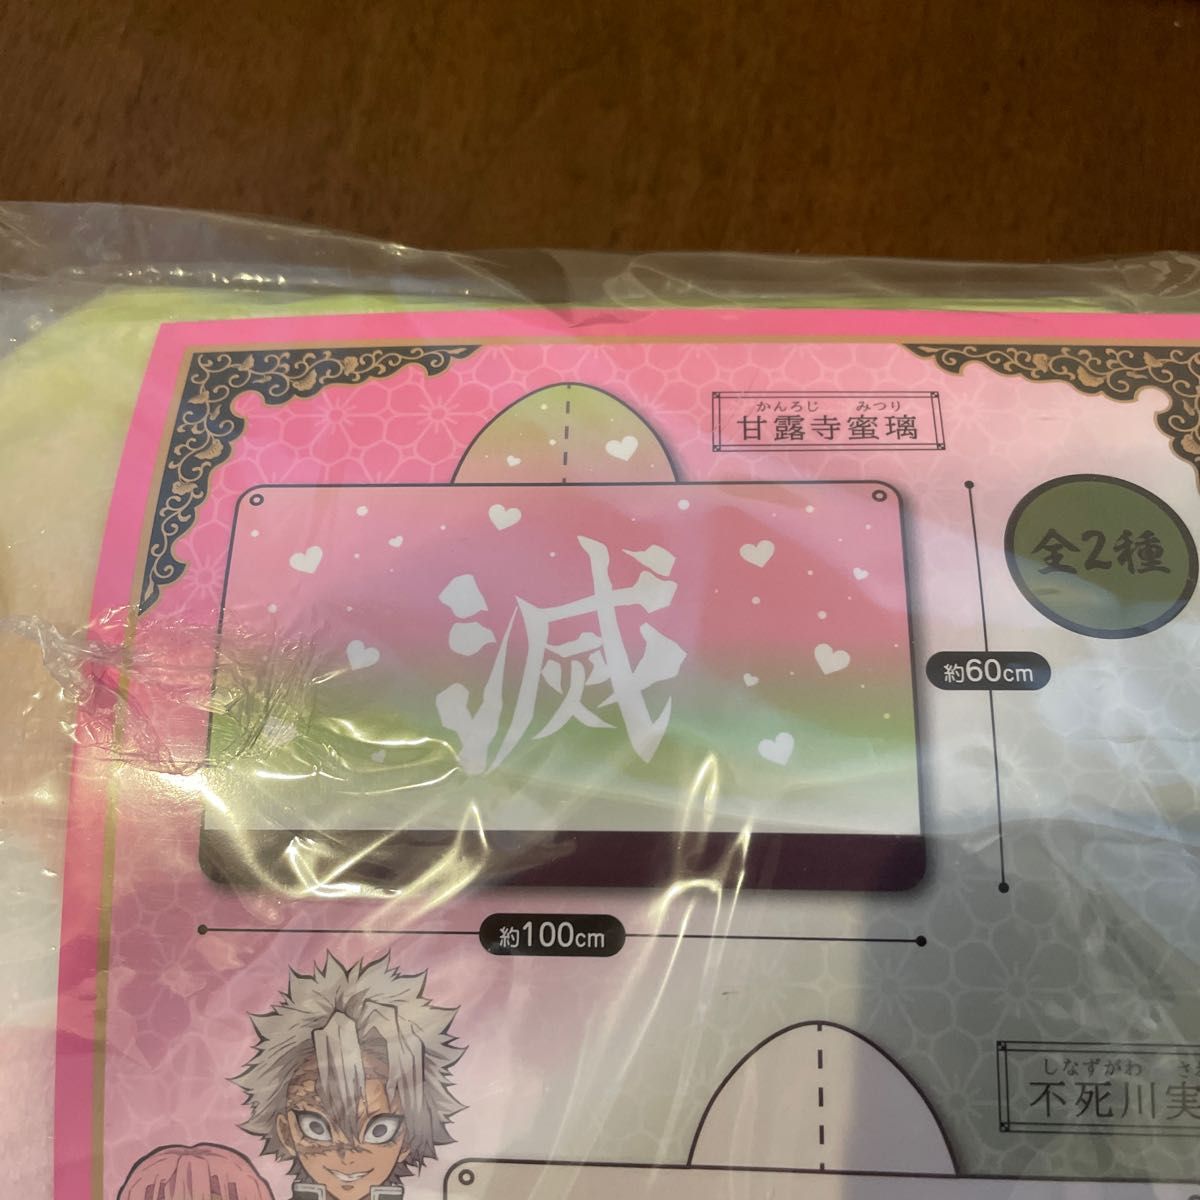 かんろじ みつり
甘露寺蜜璃
全2種
滅
約60cm
約100cm
しなずがわ さ
不死川実